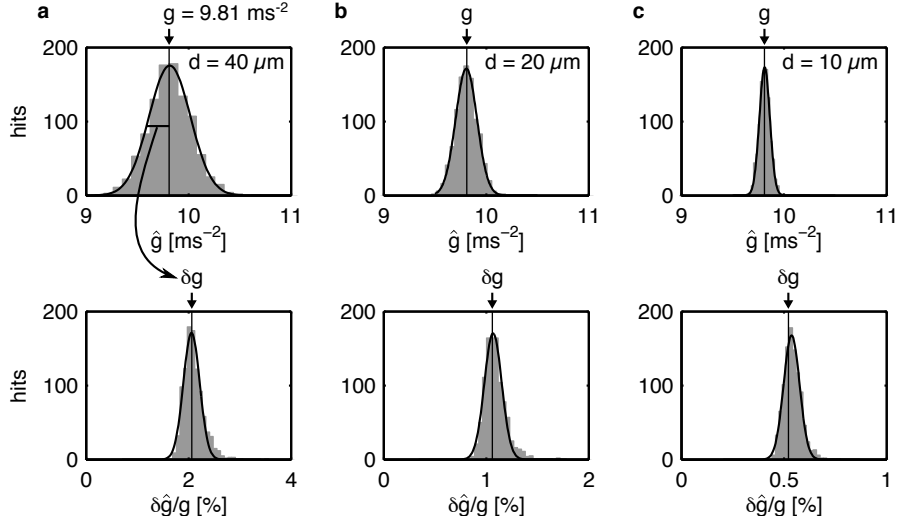 a
g = 9.81 ms⁻²
b
g
c
g
200
100
0
hits
d = 40 μm
9
10
11
ĝ [ms⁻²]
200
100
0
d = 20 μm
9
10
11
ĝ [ms⁻²]
200
100
0
d = 10 μm
9
10
11
ĝ [ms⁻²]
δg
δg
δg
200
100
0
hits
0
2
4
δĝ/g [%]
200
100
0
0
1
2
δĝ/g [%]
200
100
0
0
0.5
1
δĝ/g [%]